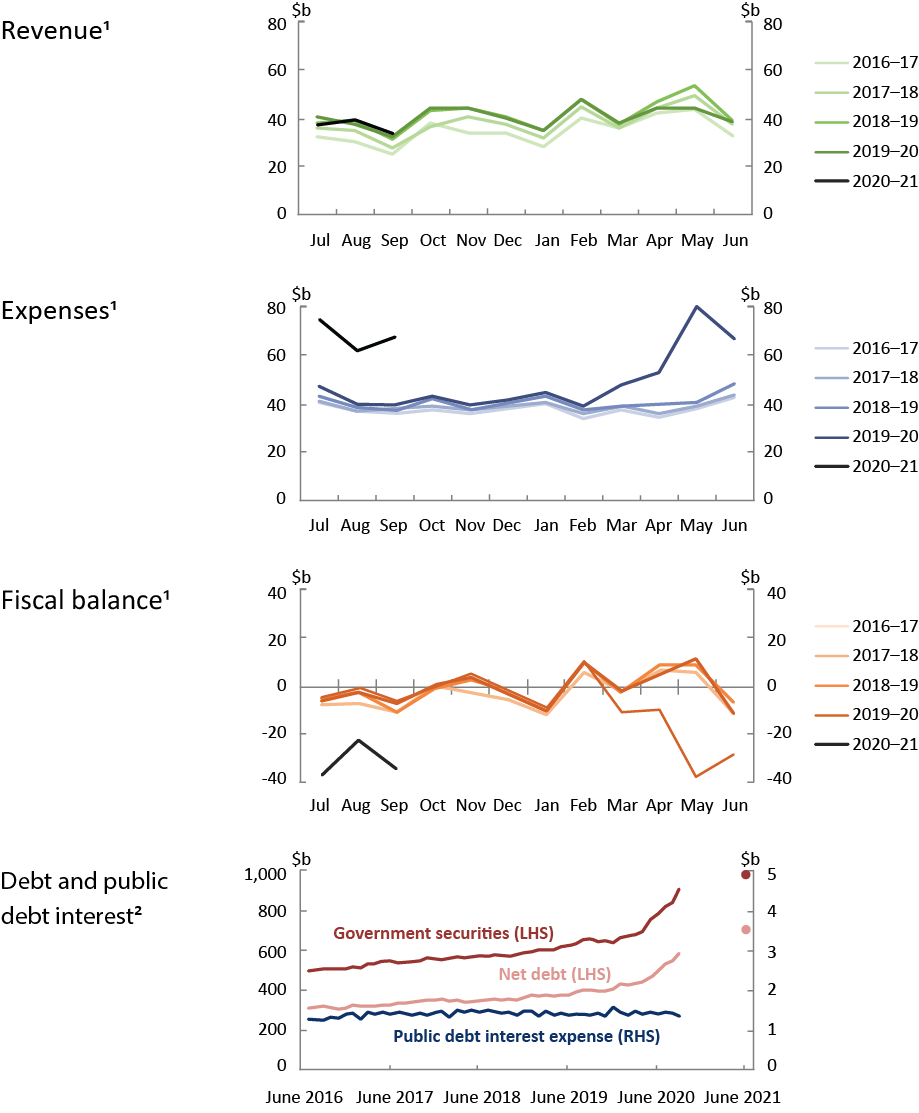 Revenue¹
$b $b
80 80
60 60
40 40
20 20
0 0
Jul Aug Sep Oct Nov Dec Jan Feb Mar Apr May Jun
2016–17
2017–18
2018–19
2019–20
2020–21
Expenses¹
$b $b
80 80
60 60
40 40
20 20
0 0
Jul Aug Sep Oct Nov Dec Jan Feb Mar Apr May Jun
2016–17
2017–18
2018–19
2019–20
2020–21
Fiscal balance¹
$b $b
40 40
20 20
0 0
-20 -20
-40 -40
Jul Aug Sep Oct Nov Dec Jan Feb Mar Apr May Jun
2016–17
2017–18
2018–19
2019–20
2020–21
Debt and public
debt interest²
$b $b
1,000 5
800 4
Government securities (LHS)
600 3
Net debt (LHS)
400 2
200 1
Public debt interest expense (RHS)
0 0
June 2016 June 2017 June 2018 June 2019 June 2020 June 2021